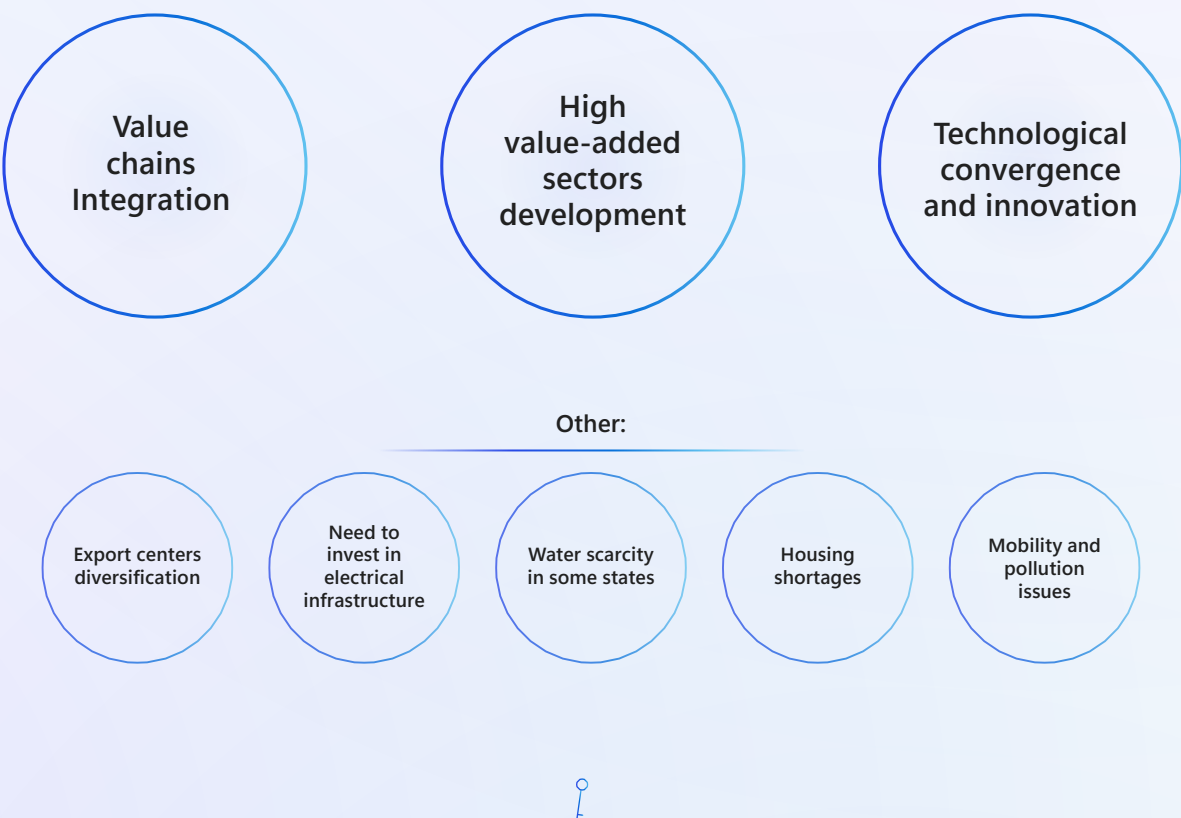 Value
chains
Integration
High
value-added
sectors
development
Technological
convergence
and innovation
Other:
Export centers
diversification
Need to
invest in
electrical
infrastructure
Water scarcity
in some states
Housing
shortages
Mobility and
pollution
issues